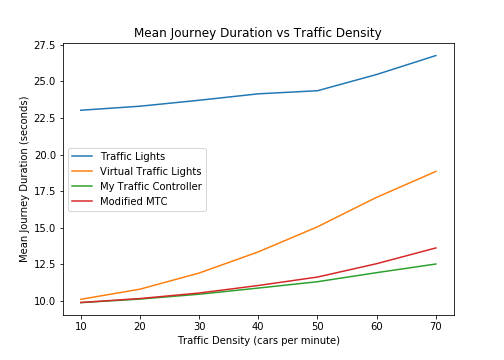 Mean Journey Duration vs Traffic Density
27.5
25.0
22.5
20.0
17.5
15.0
12.5
10.0
Mean Journey Duration (seconds)
Traffic Lights
Virtual Traffic Lights
My Traffic Controller
Modified MTC
10 20 30 40 50 60 70
Traffic Density (cars per minute)